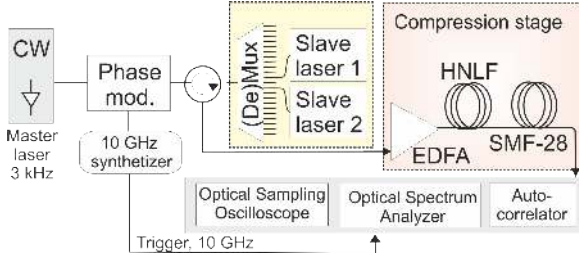 CW
Master
laser
3 kHz
Phase
mod.
10 GHz
synthetizer
(De)Mux
Slave
laser 1
Slave
laser 2
Compression stage
HNLF
SMF-28
EDFA
Optical Sampling
Oscilloscope
Optical Spectrum
Analyzer
Auto-
correlator
Trigger, 10 GHz